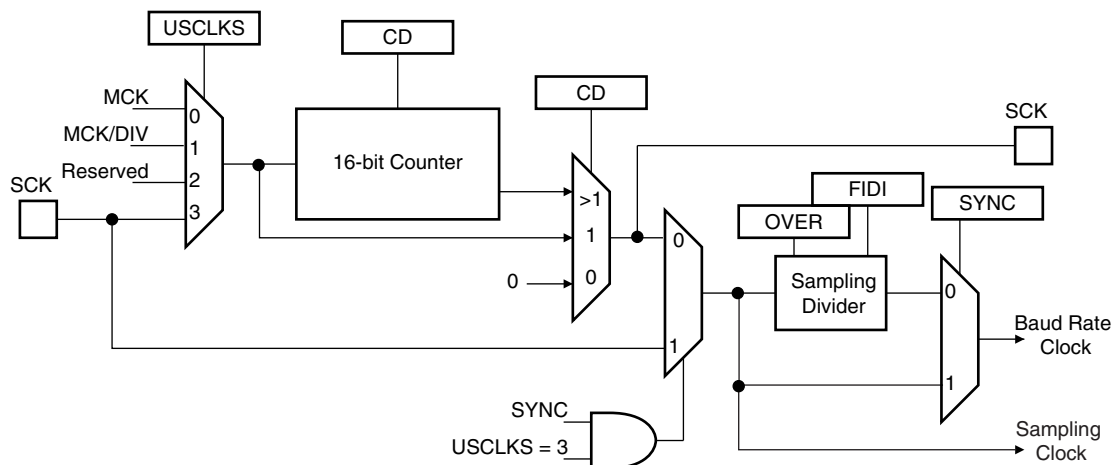 USCLKS
CD
CD
MCK
MCK/DIV
Reserved
SCK
0
1
2
3
16-bit Counter
>1
1
0
0
SCK
FIDI
OVER
SYNC
0
1
Sampling
Divider
0
1
Baud Rate
Clock
SYNC
USCLKS = 3
Sampling
Clock